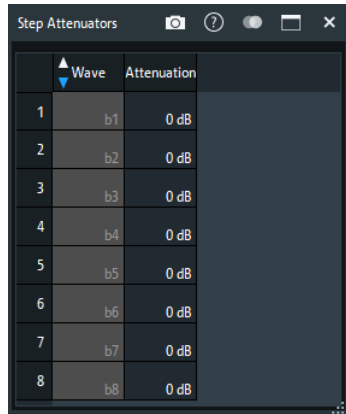 Step Attenuators
Wave Attenuation
1 b1 0 dB
2 b2 0 dB
3 b3 0 dB
4 b4 0 dB
5 b5 0 dB
6 b6 0 dB
7 b7 0 dB
8 b8 0 dB